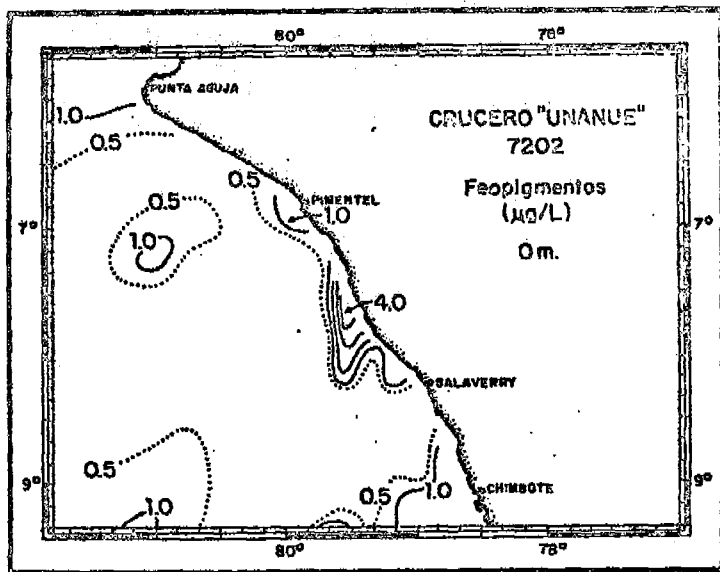 80° 78°
PUNTA AGUJA
1.0
0.5
CRUCERO "UNANUE"
7202
Feopigmentos
(µg/L)
0 m.
0.5
PIMENTEL
1.0
0.5
7° 7°
1.0
4.0
SALAVERRY
0.5
9° 9°
0.5
1.0
CHIMBOTE
1.0
80° 78°